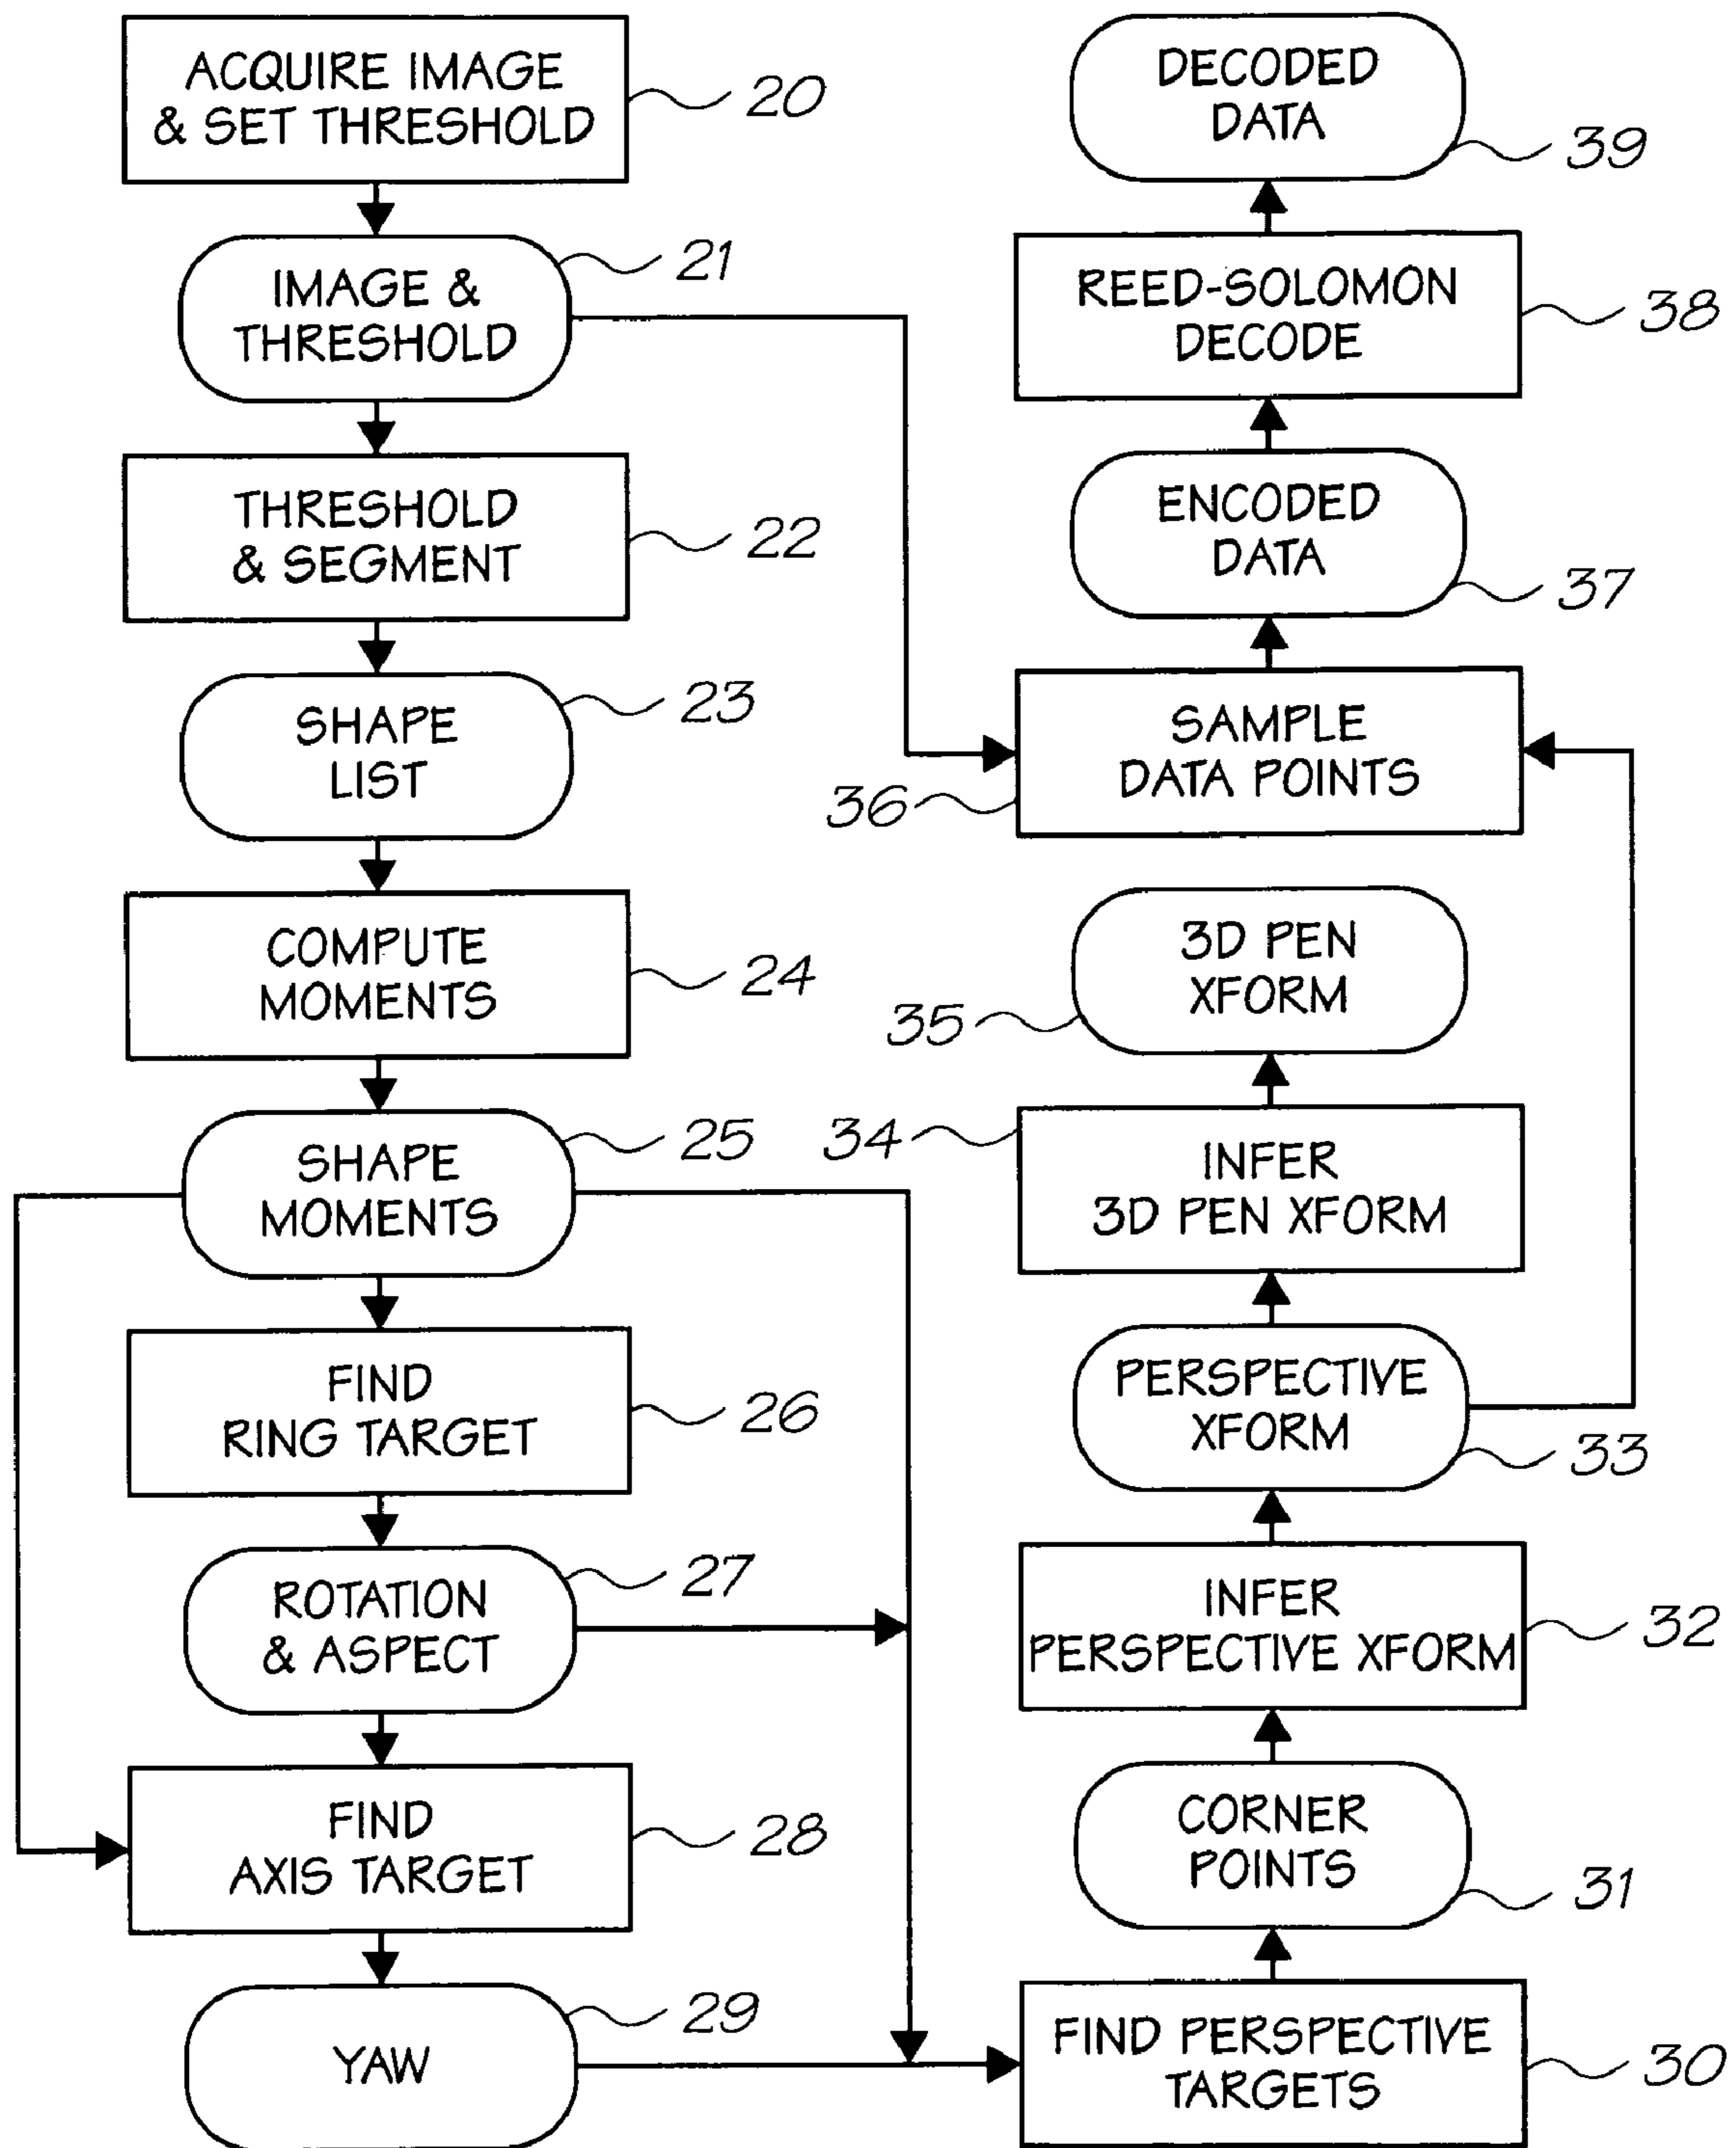 ACQUIRE IMAGE
& SET THRESHOLD
20
IMAGE &
THRESHOLD
21
THRESHOLD
& SEGMENT
22
SHAPE
LIST
23
COMPUTE
MOMENTS
24
SHAPE
MOMENTS
25
FIND
RING TARGET
26
ROTATION
& ASPECT
27
FIND
AXIS TARGET
28
YAW
29
DECODED
DATA
39
REED-SOLOMON
DECODE
38
ENCODED
DATA
37
SAMPLE
DATA POINTS
36
3D PEN
XFORM
35
INFER
3D PEN XFORM
34
PERSPECTIVE
XFORM
33
INFER
PERSPECTIVE XFORM
32
CORNER
POINTS
31
FIND PERSPECTIVE
TARGETS
30